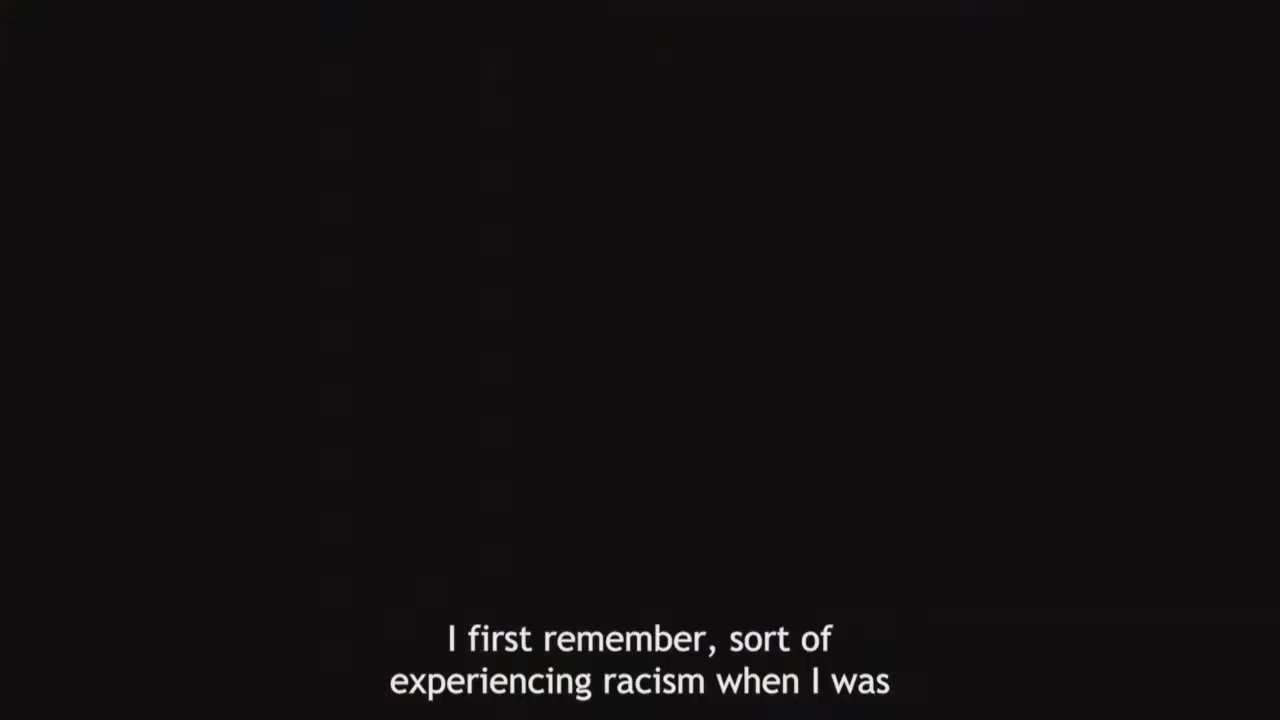 I first remember, sort of
experiencing racism when I was